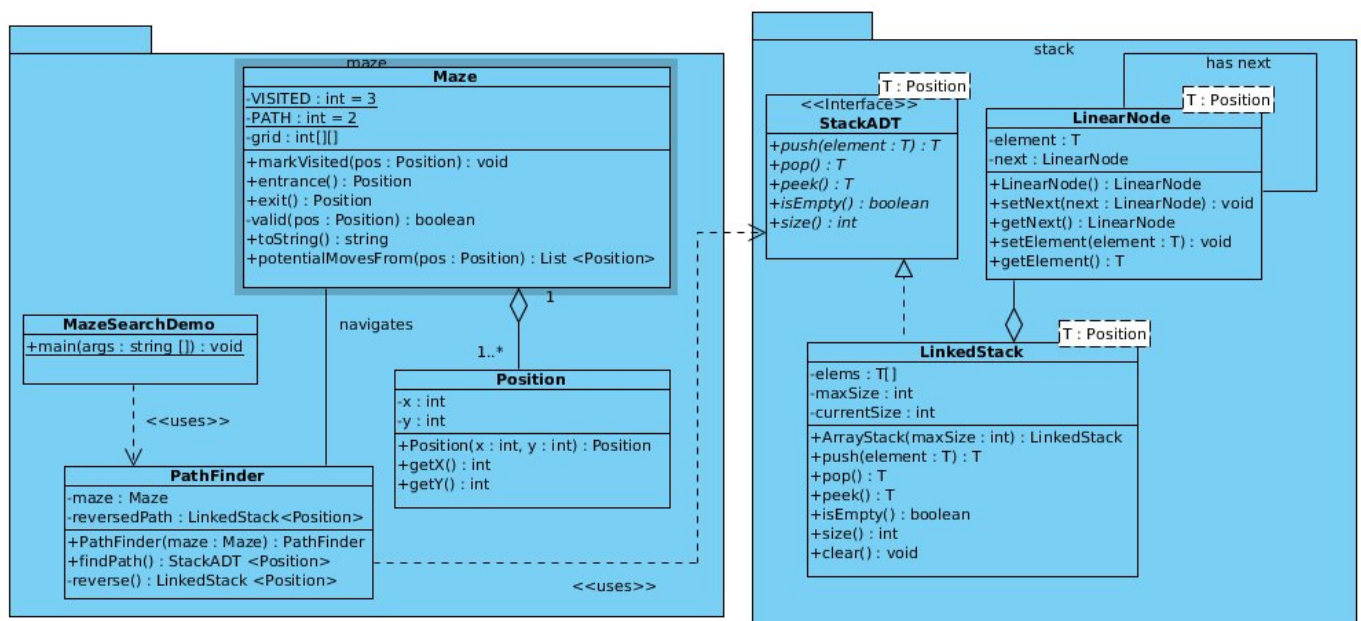 maze
Maze
-VISITED : int = 3
-PATH : int = 2
-grid : int[][]
+markVisited(pos : Position) : void
+entrance() : Position
+exit() : Position
-valid(pos : Position) : boolean
+toString() : string
+potentialMovesFrom(pos : Position) : List <Position>
1
navigates
1..*
MazeSearchDemo
+main(args : string []) : void
<<uses>>
Position
-x : int
-y : int
+Position(x : int, y : int) : Position
+getX() : int
+getY() : int
PathFinder
-maze : Maze
-reversedPath : LinkedStack<Position>
+PathFinder(maze : Maze) : PathFinder
+findPath() : StackADT <Position>
-reverse() : LinkedStack <Position>
<<uses>>
stack
T : Position
<<Interface>>
StackADT
+push(element : T) : T
+pop() : T
+peek() : T
+isEmpty() : boolean
+size() : int
has next
T : Position
LinearNode
-element : T
-next : LinearNode
+LinearNode() : LinearNode
+setNext(next : LinearNode) : void
+getNext() : LinearNode
+setElement(element : T) : void
+getElement() : T
T : Position
LinkedStack
-elems : T[]
-maxSize : int
-currentSize : int
+ArrayStack(maxSize : int) : LinkedStack
+push(element : T) : T
+pop() : T
+peek() : T
+isEmpty() : boolean
+size() : int
+clear() : void